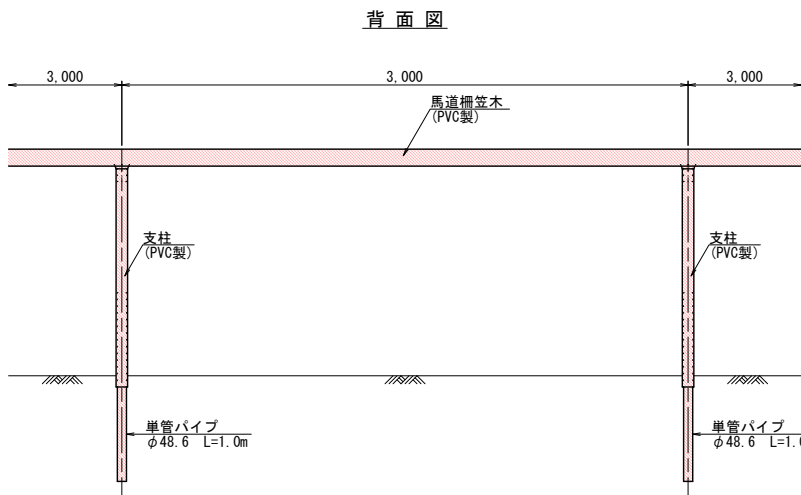 背面図
3,000
3,000
3,000
馬道柵笠木
(PVC製)
支柱
(PVC製)
支柱
(PVC製)
単管パイプ
φ48.6 L=1.0m
単管パイプ
φ48.6 L=1.